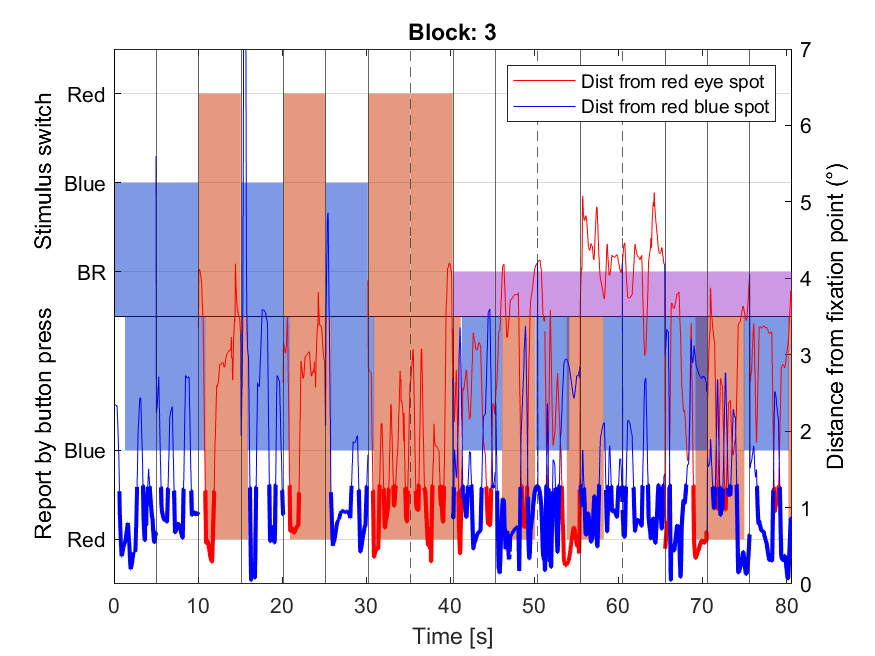 Block: 3
Dist from red eye spot
Dist from red blue spot
Stimulus switch
Report by button press
Red
Blue
BR
Blue
Red
7
6
5
4
3
2
1
0
Distance from fixation point (°)
0 10 20 30 40 50 60 70 80
Time [s]